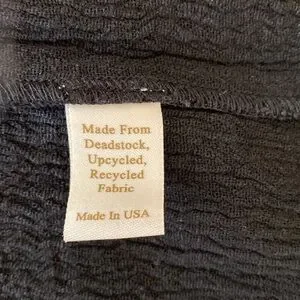 Made From
Deadstock,
Upcycled,
Recycled
Fabric
Made In USA